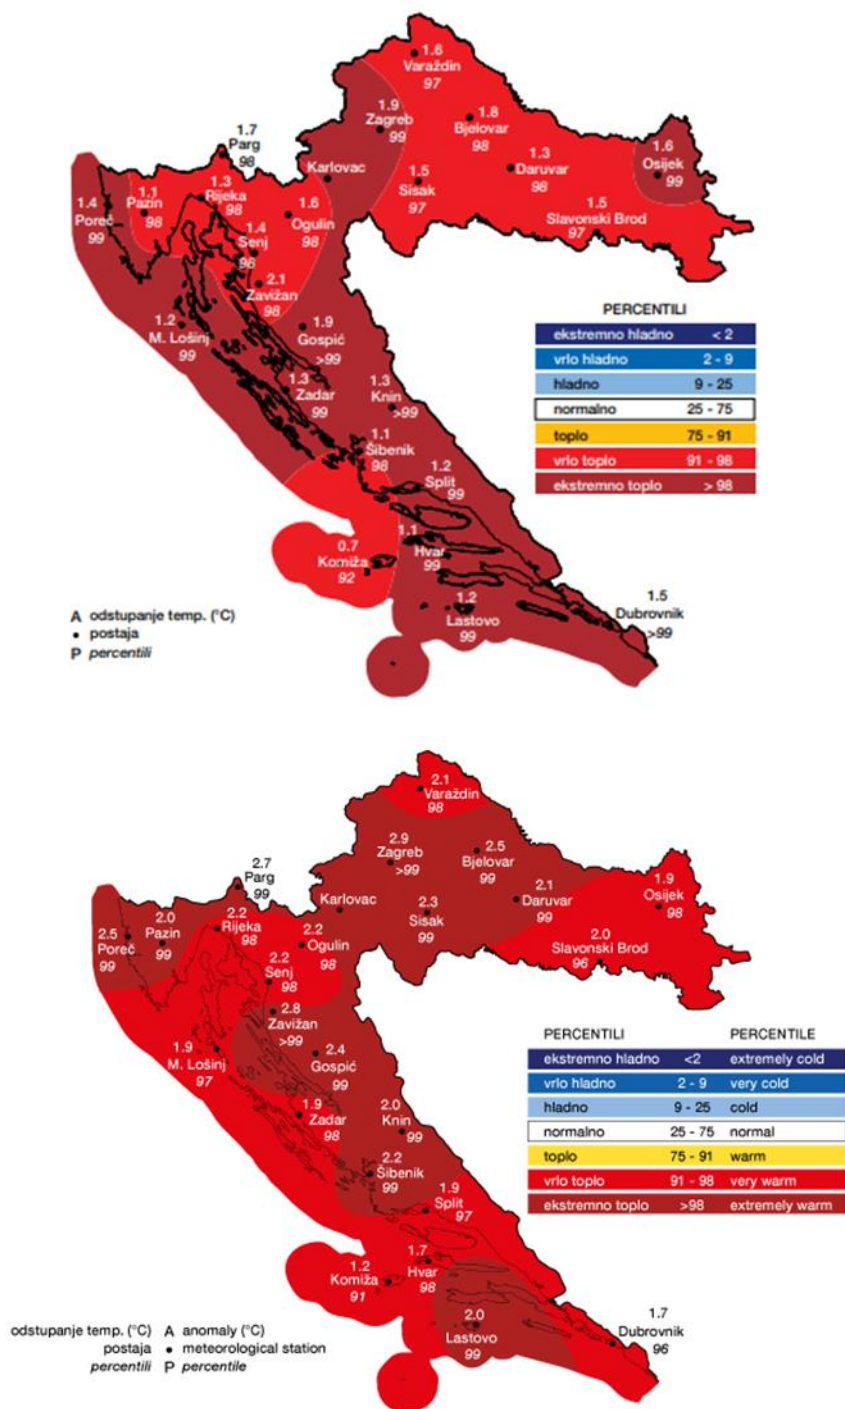 1.6
Varaždin
97
1.9
Zagreb
99
1.8
Bjelovar
98
1.7
Parg
98
1.6
Osijek
99
Karlovac
1.3
Daruvar
98
1.5
Sisak
97
1.1
Pazin
98
1.3
Rijeka
98
1.4
Poreč
99
1.6
Ogulin
98
1.5
Slavonski Brod
97
1.4
Senj
98
2.1
Zavižan
98
1.2
M. Lošinj
99
1.9
Gospić
>99
PERCENTILI
ekstremno hladno < 2
vrlo hladno 2 - 9
hladno 9 - 25
normalno 25 - 75
toplo 75 - 91
vrlo toplo 91 - 98
ekstremno toplo > 98
1.3
Zadar
99
1.3
Knin
>99
1.1
Šibenik
98
1.2
Split
99
1.1
Hvar
99
0.7
Komiža
92
1.2
Lastovo
99
1.5
Dubrovnik
>99
A odstupanje temp. (°C)
• postaja
P percentili
2.1
Varaždin
98
2.9
Zagreb
>99
2.5
Bjelovar
99
2.7
Parg
99
Karlovac
2.3
Sisak
99
2.1
Daruvar
99
1.9
Osijek
98
2.5
Poreč
99
2.0
Pazin
99
2.2
Rijeka
98
2.2
Ogulin
98
2.0
Slavonski Brod
96
2.2
Senj
98
2.8
Zavižan
>99
1.9
M. Lošinj
97
2.4
Gospić
99
PERCENTILI PERCENTILE
ekstremno hladno <2 extremely cold
vrlo hladno 2 - 9 very cold
hladno 9 - 25 cold
normalno 25 - 75 normal
toplo 75 - 91 warm
vrlo toplo 91 - 98 very warm
ekstremno toplo >98 extremely warm
1.9
Zadar
98
2.0
Knin
99
2.2
Šibenik
99
1.9
Split
97
1.7
Hvar
98
1.2
Komiža
91
2.0
Lastovo
99
1.7
Dubrovnik
96
odstupanje temp. (°C) A anomaly (°C)
postaja • meteorological station
percentili P percentile